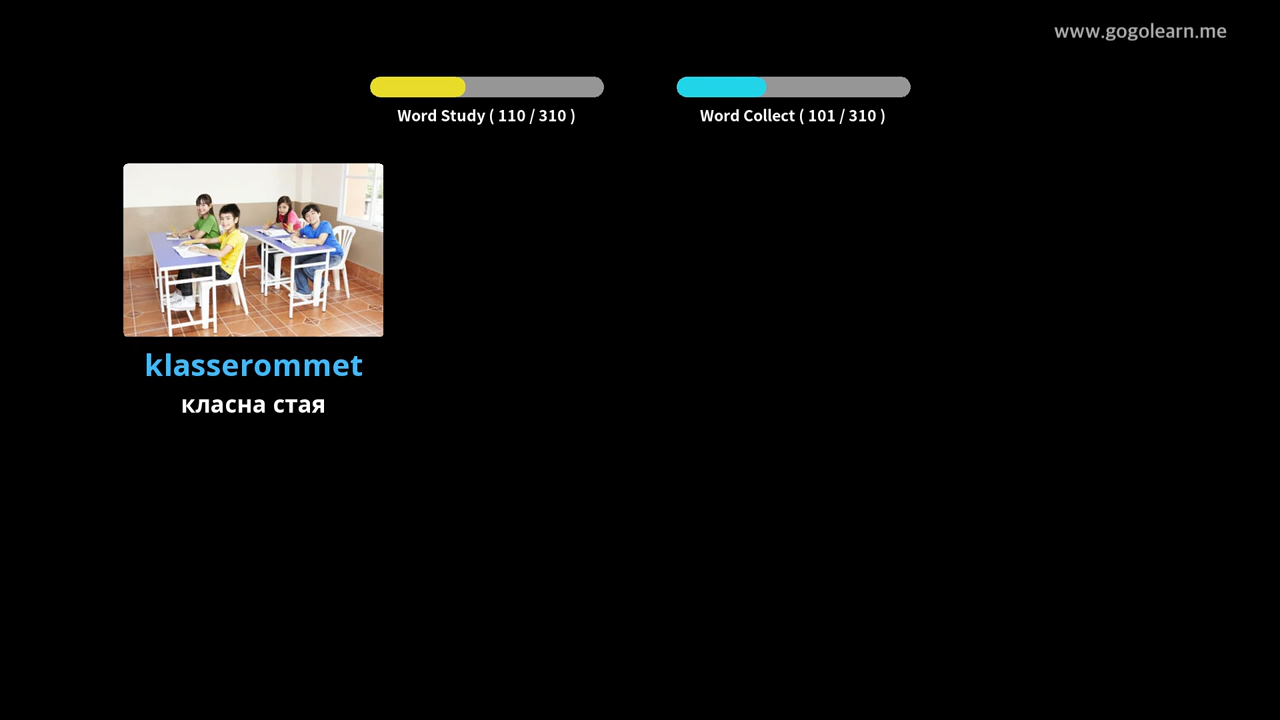 www.gogolearn.me
Word Study ( 110 / 310 )
Word Collect ( 101 / 310 )
klasserommet
класна стая